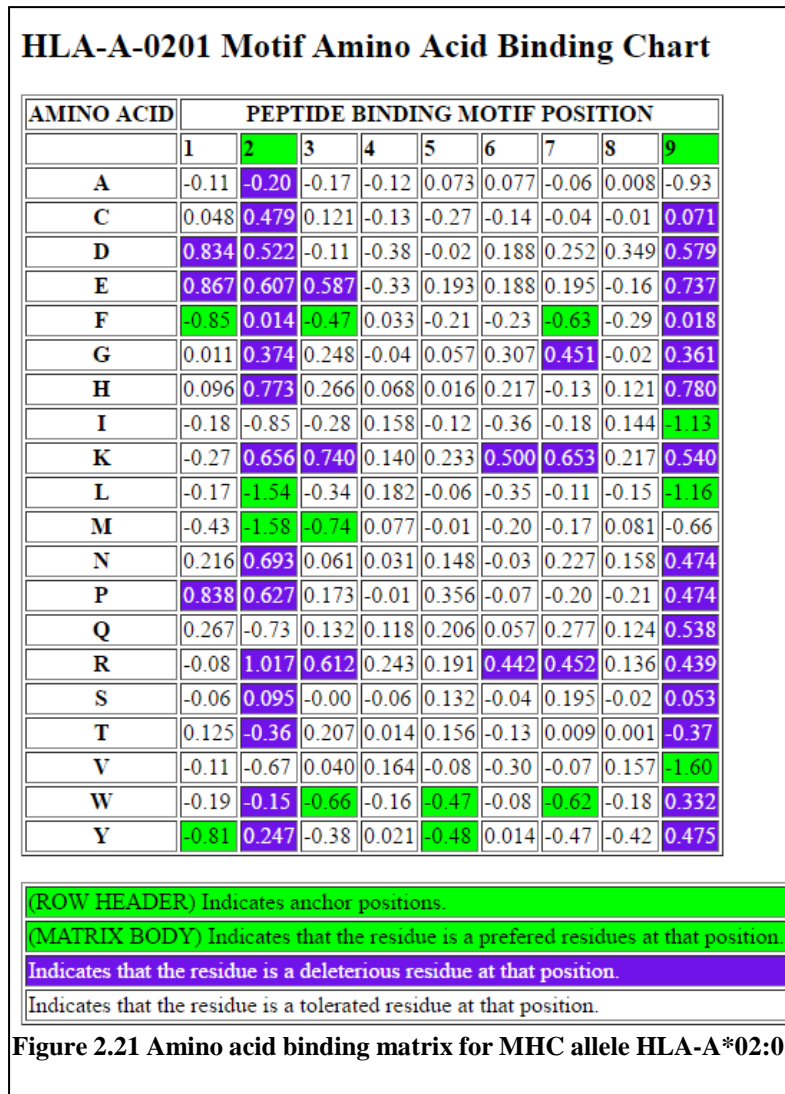 HLA-A-0201 Motif Amino Acid Binding Chart
AMINO ACID PEPTIDE BINDING MOTIF POSITION
1 2 3 4 5 6 7 8 9
A -0.11 -0.20 -0.17 -0.12 0.073 0.077 -0.06 0.008 -0.93
C 0.048 0.479 0.121 -0.13 -0.27 -0.14 -0.04 -0.01 0.071
D 0.834 0.522 -0.11 -0.38 -0.02 0.188 0.252 0.349 0.579
E 0.867 0.607 0.587 -0.33 0.193 0.188 0.195 -0.16 0.737
F -0.85 0.014 -0.47 0.033 -0.21 -0.23 -0.63 -0.29 0.018
G 0.011 0.374 0.248 -0.04 0.057 0.307 0.451 -0.02 0.361
H 0.096 0.773 0.266 0.068 0.016 0.217 -0.13 0.121 0.780
I -0.18 -0.85 -0.28 0.158 -0.12 -0.36 -0.18 0.144 -1.13
K -0.27 0.656 0.740 0.140 0.233 0.500 0.653 0.217 0.540
L -0.17 -1.54 -0.34 0.182 -0.06 -0.35 -0.11 -0.15 -1.16
M -0.43 -1.58 -0.74 0.077 -0.01 -0.20 -0.17 0.081 -0.66
N 0.216 0.693 0.061 0.031 0.148 -0.03 0.227 0.158 0.474
P 0.838 0.627 0.173 -0.01 0.356 -0.07 -0.20 -0.21 0.474
Q 0.267 -0.73 0.132 0.118 0.206 0.057 0.277 0.124 0.538
R -0.08 1.017 0.612 0.243 0.191 0.442 0.452 0.136 0.439
S -0.06 0.095 -0.00 -0.06 0.132 -0.04 0.195 -0.02 0.053
T 0.125 -0.36 0.207 0.014 0.156 -0.13 0.009 0.001 -0.37
V -0.11 -0.67 0.040 0.164 -0.08 -0.30 -0.07 0.157 -1.60
W -0.19 -0.15 -0.66 -0.16 -0.47 -0.08 -0.62 -0.18 0.332
Y -0.81 0.247 -0.38 0.021 -0.48 0.014 -0.47 -0.42 0.475
(ROW HEADER) Indicates anchor positions.
(MATRIX BODY) Indicates that the residue is a prefered residues at that position.
Indicates that the residue is a deleterious residue at that position.
Indicates that the residue is a tolerated residue at that position.
Figure 2.21 Amino acid binding matrix for MHC allele HLA-A*02:0